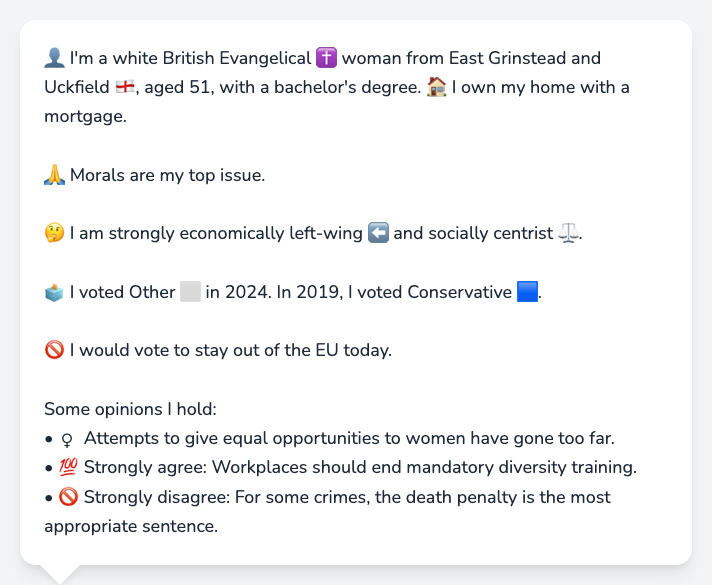 👤 I'm a white British Evangelical ✝️ woman from East Grinstead and
Uckfield 🏴󠁧󠁢󠁥󠁮󠁧󠁿, aged 51, with a bachelor's degree. 🏠 I own my home with a
mortgage.
🙏 Morals are my top issue.
🤔 I am strongly economically left-wing ⬅️ and socially centrist ⚖️.
🗳️ I voted Other ⬜ in 2024. In 2019, I voted Conservative 🟦.
🚫 I would vote to stay out of the EU today.
Some opinions I hold:
• ♀ Attempts to give equal opportunities to women have gone too far.
• 💯 Strongly agree: Workplaces should end mandatory diversity training.
• 🚫 Strongly disagree: For some crimes, the death penalty is the most
appropriate sentence.